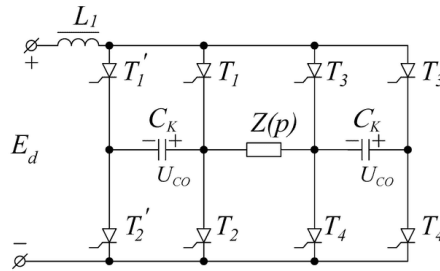 L1
+
T1' T1 T3 T3
CK Z(p) CK
− + − +
Ed
UCO UCO
T2' T2 T4 T4
−